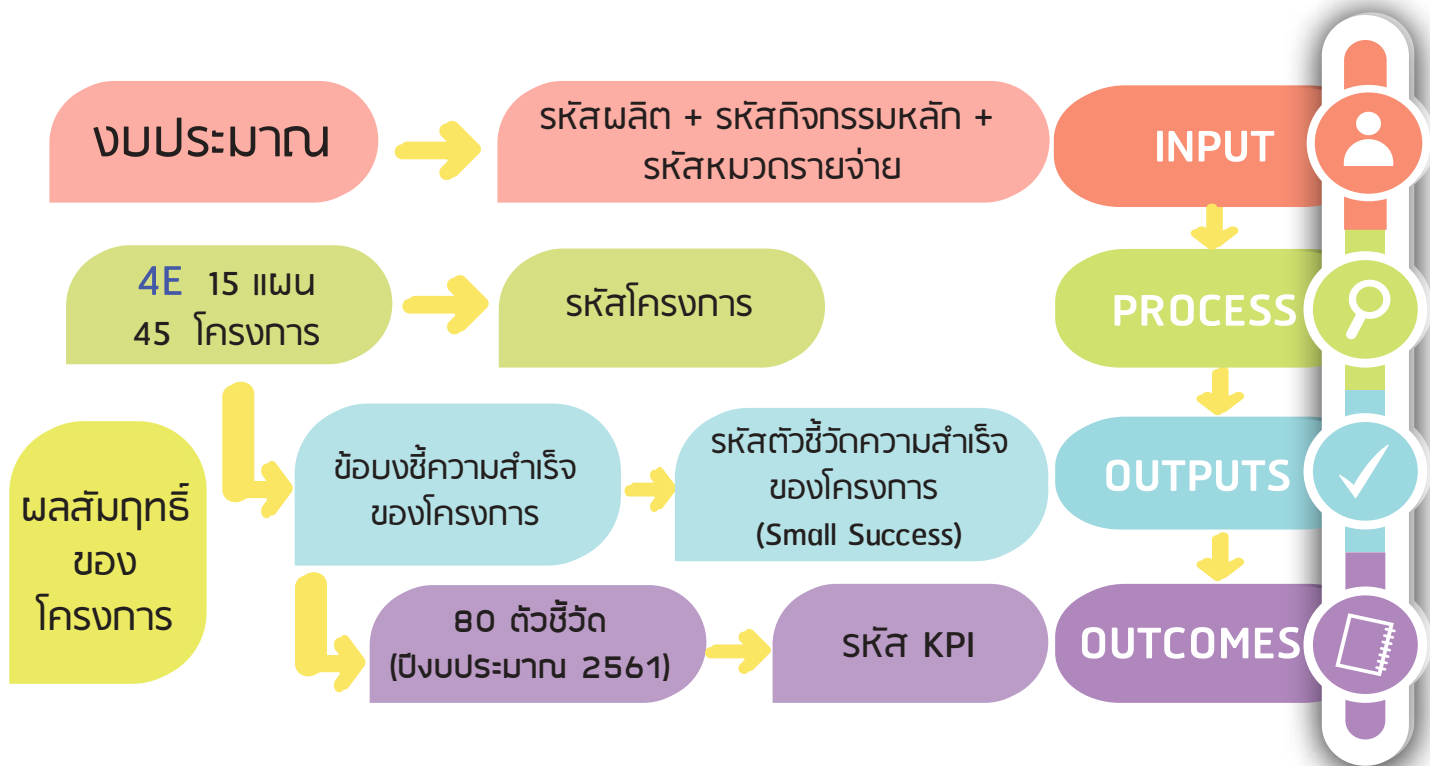 งบประมาณ
รหัสผลิต + รหัสกิจกรรมหลัก +
รหัสหมวดรายจ่าย
INPUT
4E 15 แผน
45 โครงการ
รหัสโครงการ
PROCESS
ผลสัมฤทธิ์
ของ
โครงการ
ข้อบงชี้ความสำเร็จ
ของโครงการ
รหัสตัวชี้วัดความสำเร็จ
ของโครงการ
(Small Success)
OUTPUTS
80 ตัวชี้วัด
(ปีงบประมาณ 2561)
รหัส KPI
OUTCOMES